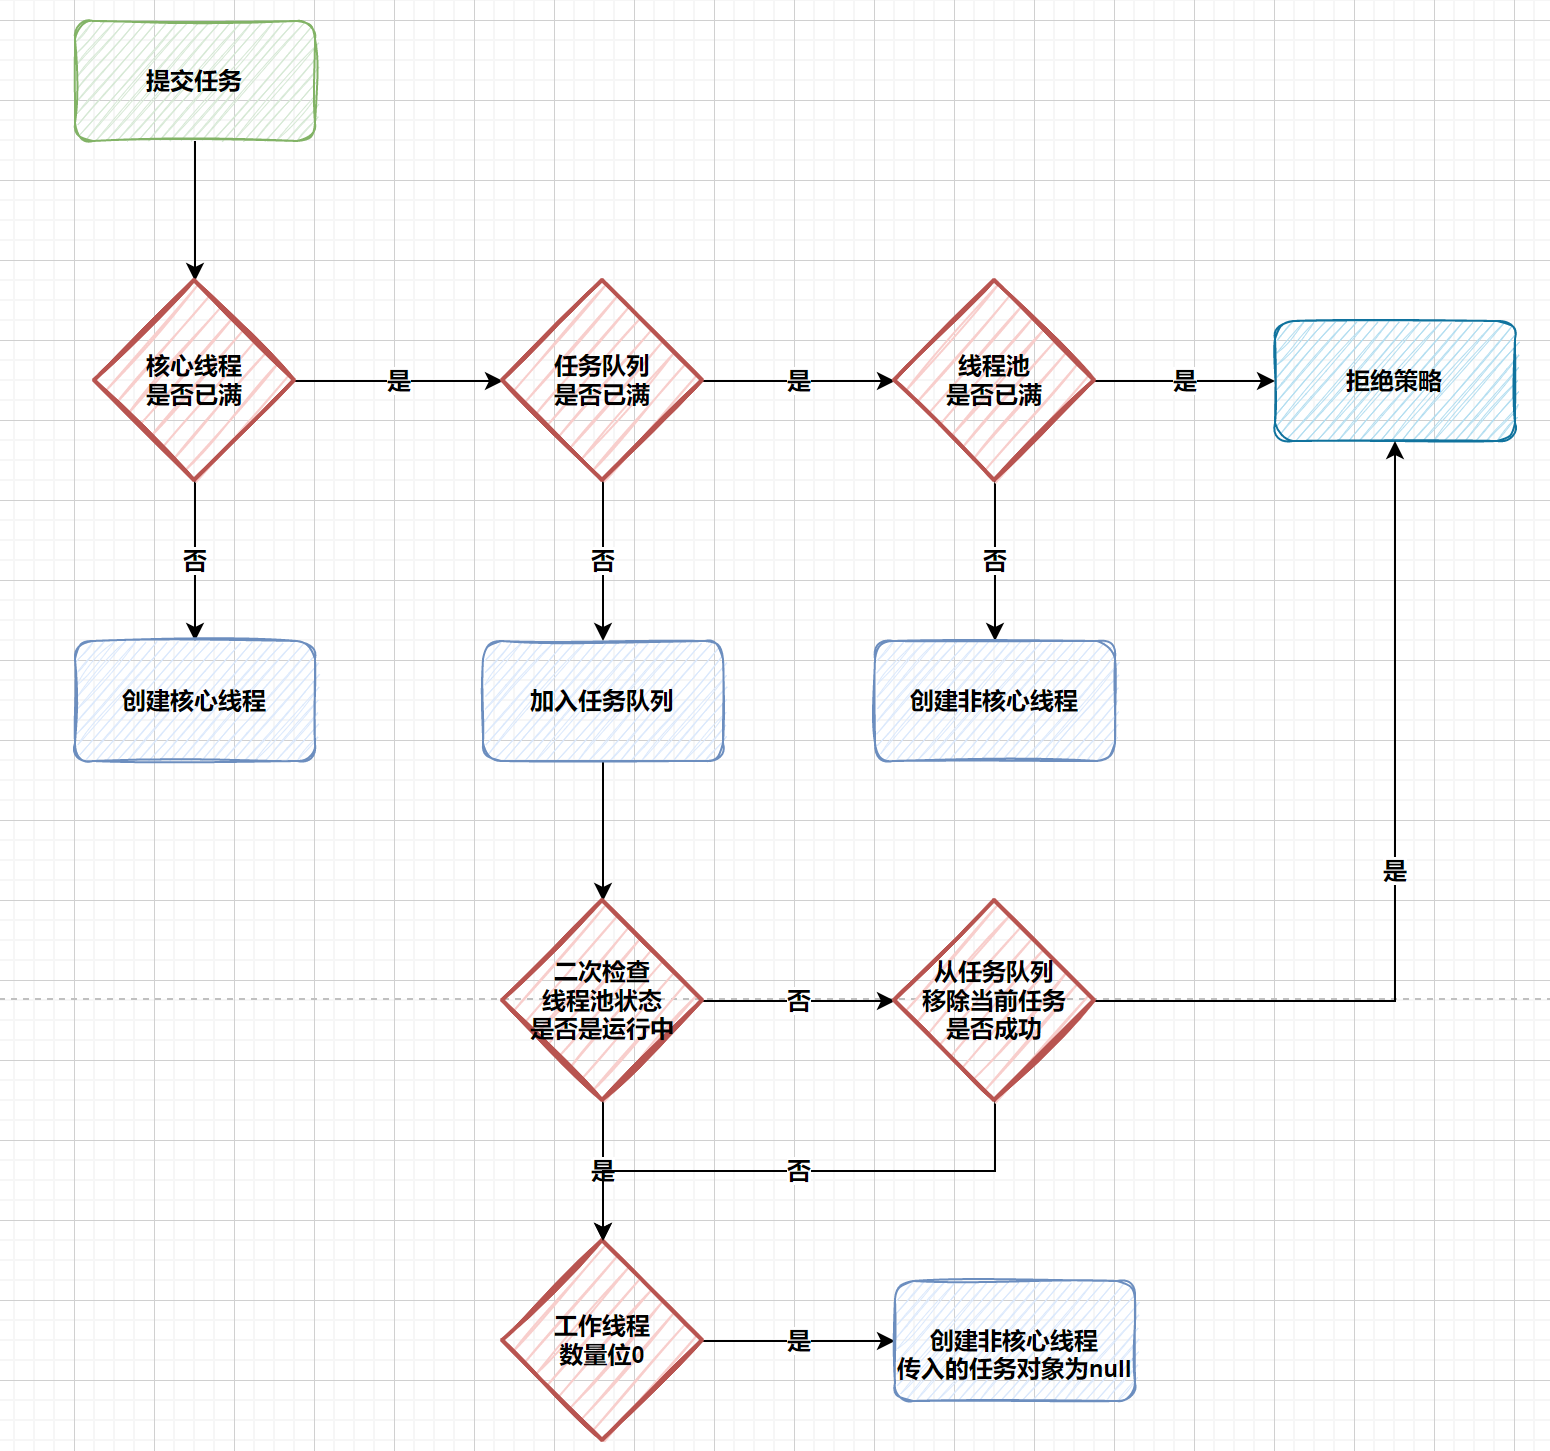 提交任务
核心线程
是否已满
是
任务队列
是否已满
是
线程池
是否已满
是
拒绝策略
否
否
否
创建核心线程
加入任务队列
创建非核心线程
是
二次检查
线程池状态
是否是运行中
否
从任务队列
移除当前任务
是否成功
是
否
工作线程
数量位0
是
创建非核心线程
传入的任务对象为null